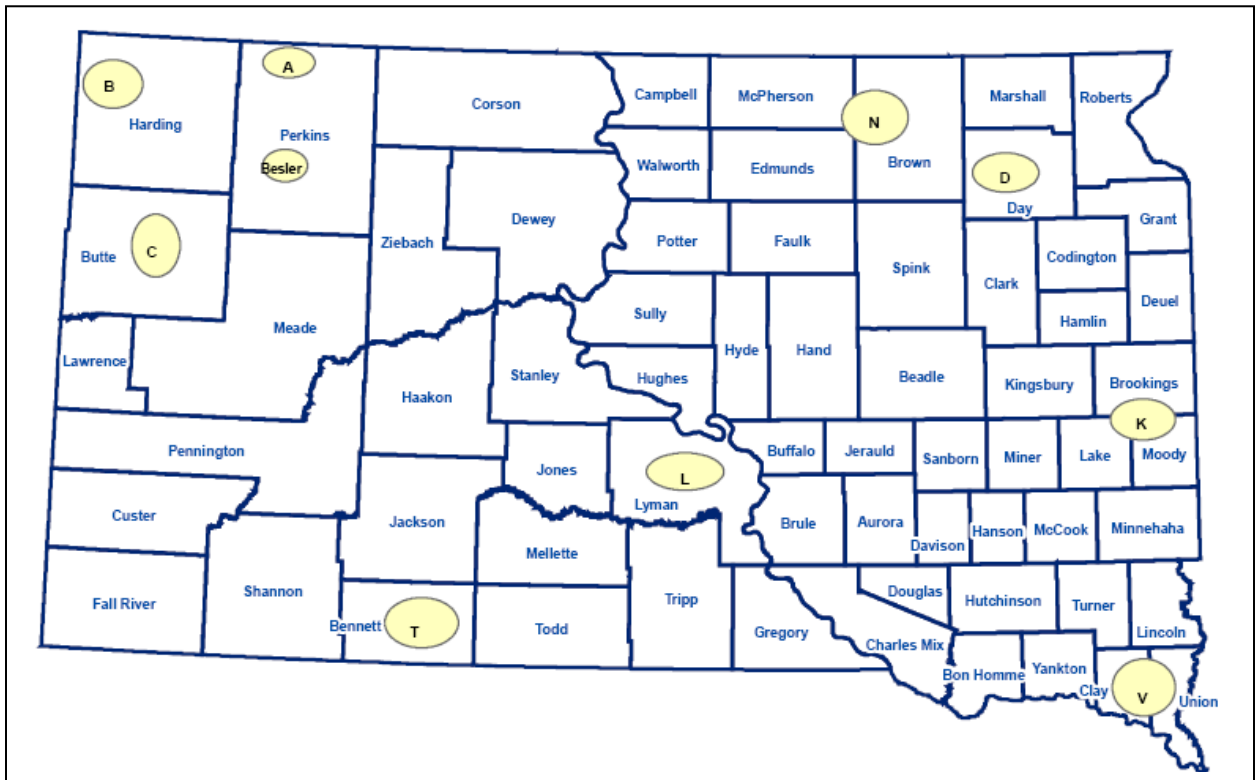 A
B
Campbell
McPherson
Marshall
Roberts
Corson
N
Harding
Perkins
Walworth
Edmunds
Brown
Besler
D
Day
Dewey
Grant
Ziebach
Potter
Faulk
Butte
C
Spink
Codington
Clark
Deuel
Sully
Hamlin
Meade
Lawrence
Hyde
Hand
Stanley
Hughes
Beadle
Kingsbury
Brookings
Haakon
K
Pennington
Buffalo
Jerauld
Sanborn
Miner
Lake
Moody
Jones
L
Lyman
Custer
Jackson
Brule
Aurora
Davison
Hanson
McCook
Minnehaha
Mellette
Shannon
Douglas
Hutchinson
Turner
Fall River
Tripp
Bennett
T
Todd
Gregory
Charles Mix
Lincoln
Bon Homme
Yankton
Clay
V
Union